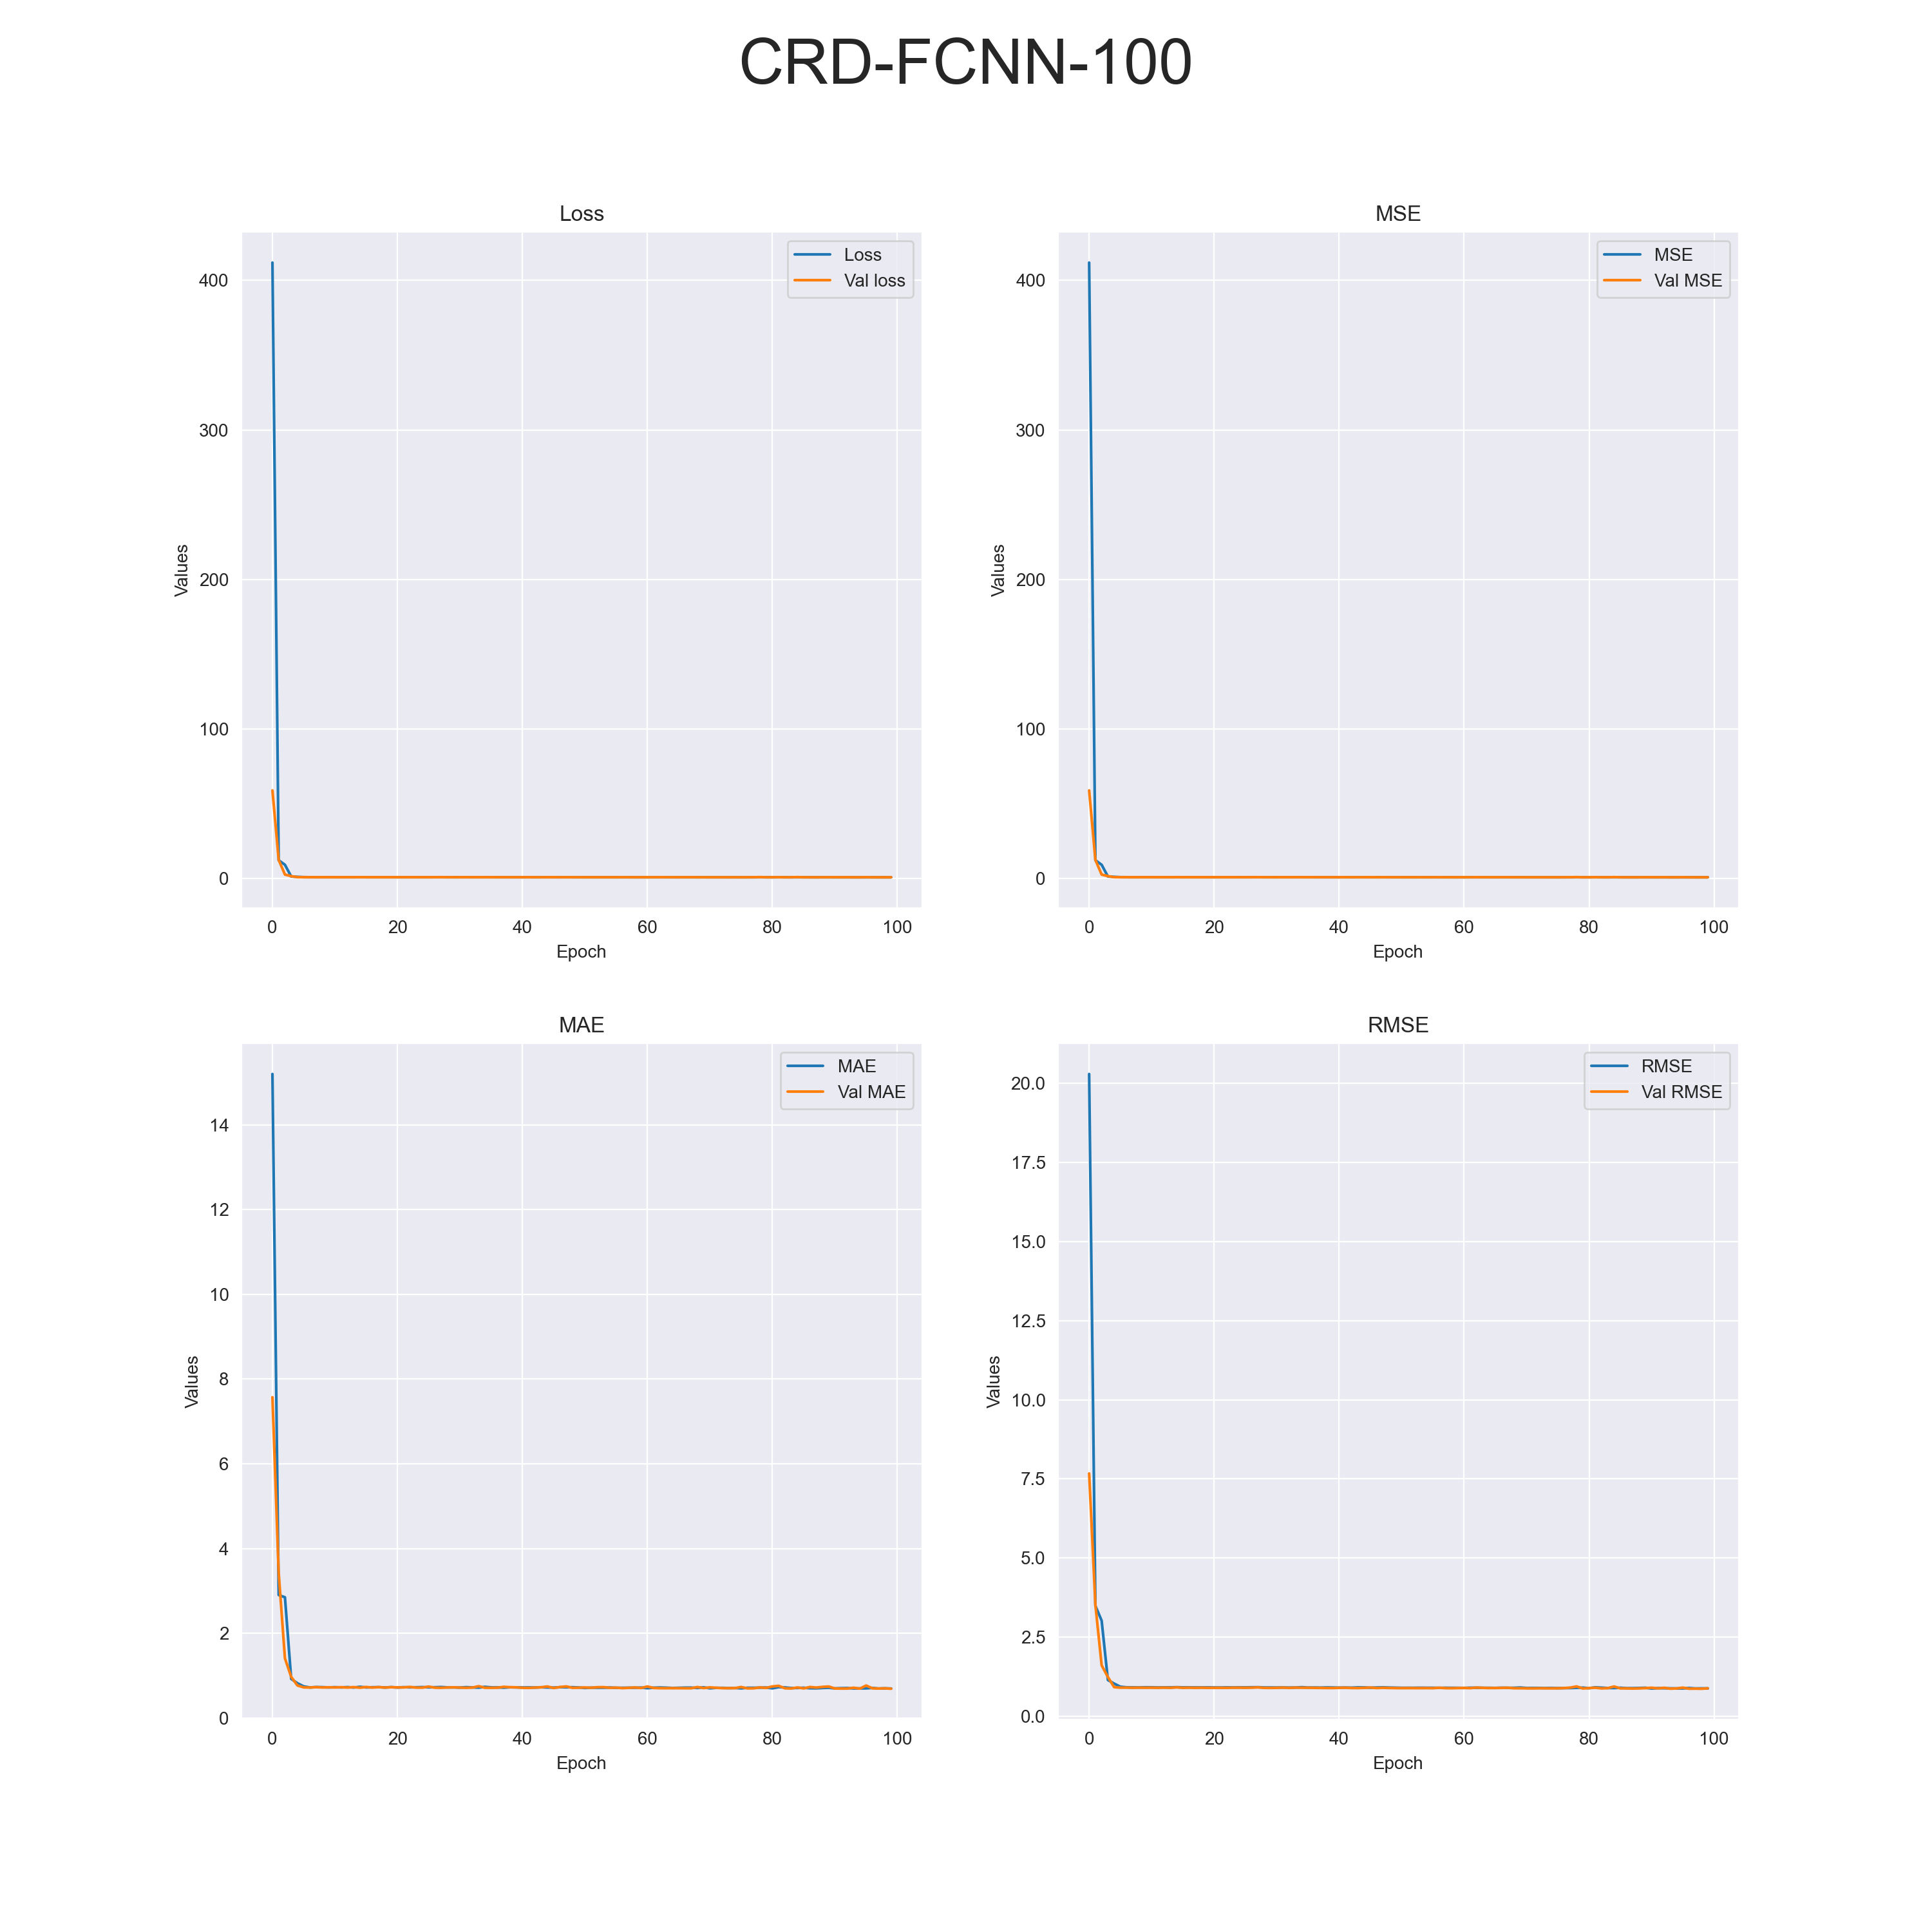 CRD-FCNN-100
Loss
MSE
Loss
Val loss
MSE
Val MSE
400
300
200
100
0
Values
0 20 40 60 80 100
Epoch
400
300
200
100
0
Values
0 20 40 60 80 100
Epoch
MAE
RMSE
MAE
Val MAE
RMSE
Val RMSE
14
12
10
8
6
4
2
0
Values
0 20 40 60 80 100
Epoch
20.0
17.5
15.0
12.5
10.0
7.5
5.0
2.5
0.0
Values
0 20 40 60 80 100
Epoch